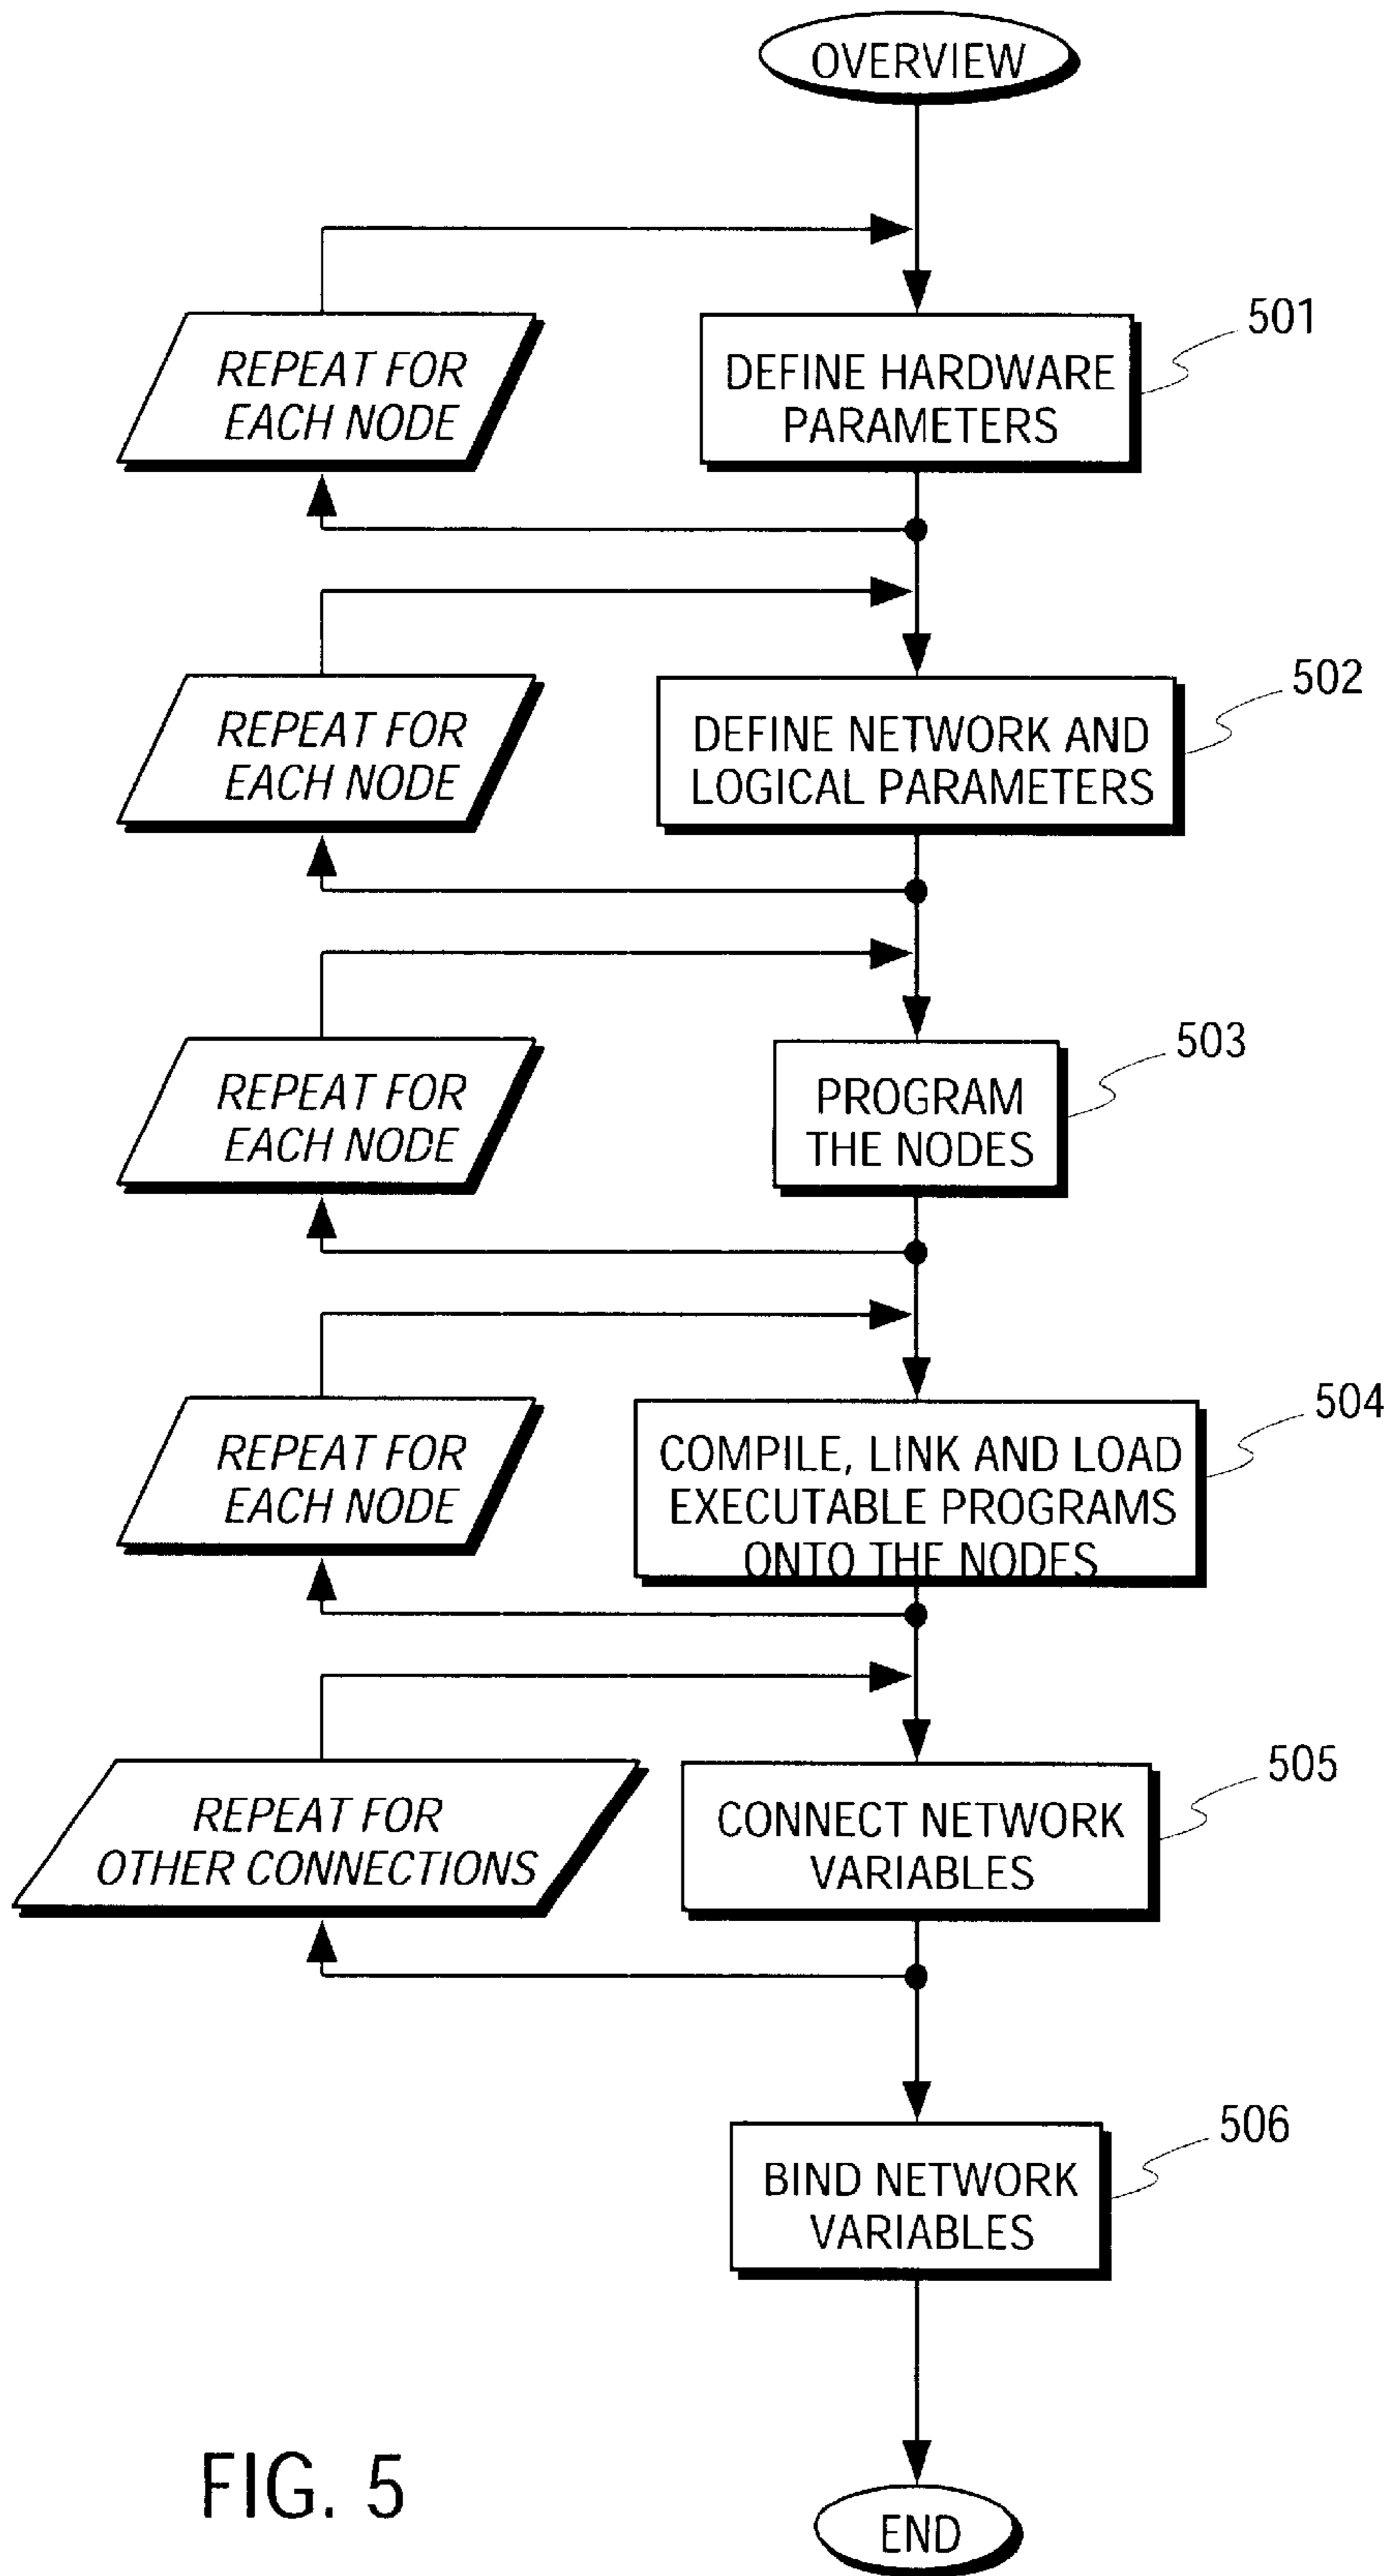 OVERVIEW
REPEAT FOR
EACH NODE
DEFINE HARDWARE
PARAMETERS
501
REPEAT FOR
EACH NODE
DEFINE NETWORK AND
LOGICAL PARAMETERS
502
REPEAT FOR
EACH NODE
PROGRAM
THE NODES
503
REPEAT FOR
EACH NODE
COMPILE, LINK AND LOAD
EXECUTABLE PROGRAMS
ONTO THE NODES
504
REPEAT FOR
OTHER CONNECTIONS
CONNECT NETWORK
VARIABLES
505
BIND NETWORK
VARIABLES
506
END
FIG. 5